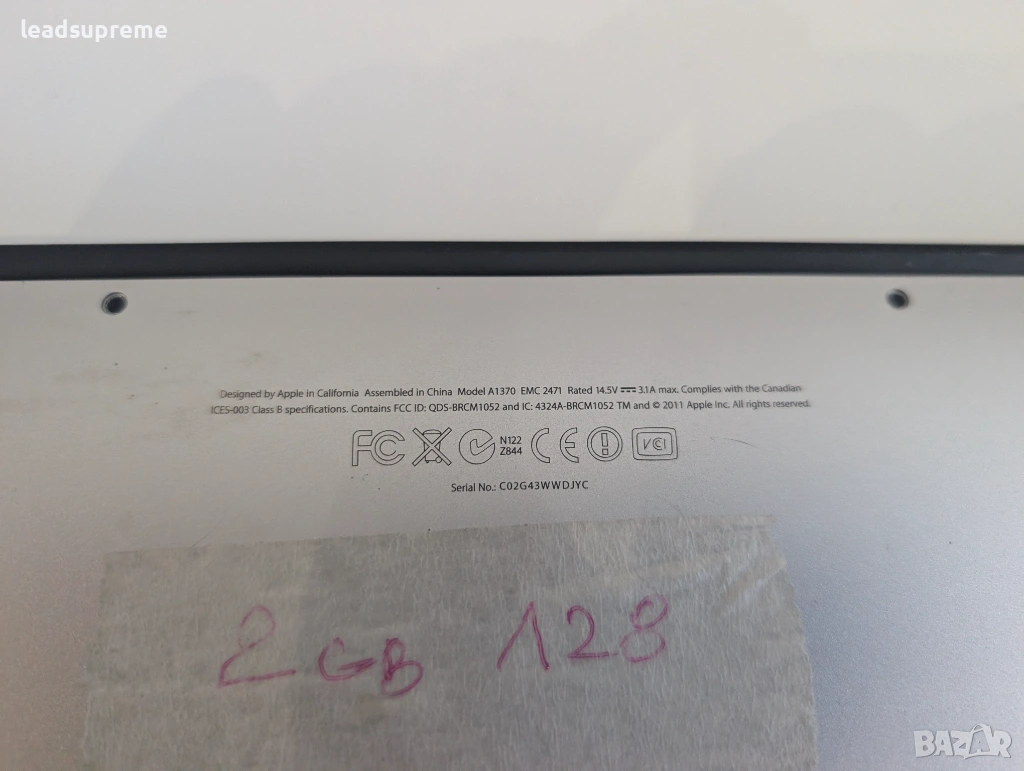 leadsupreme
Designed by Apple in California Assembled in China Model A1370 EMC 2471 Rated 14.5V⎓3.1A max. Complies with the Canadian
ICES-003 Class B specifications. Contains FCC ID: QDS-BRCM1052 and IC: 4324A-BRCM1052 TM and © 2011 Apple Inc. All rights reserved.
FC N122
Z844 CE VCI
Serial No.: C02G43WWDJYC
2 GB 128
BAZAR